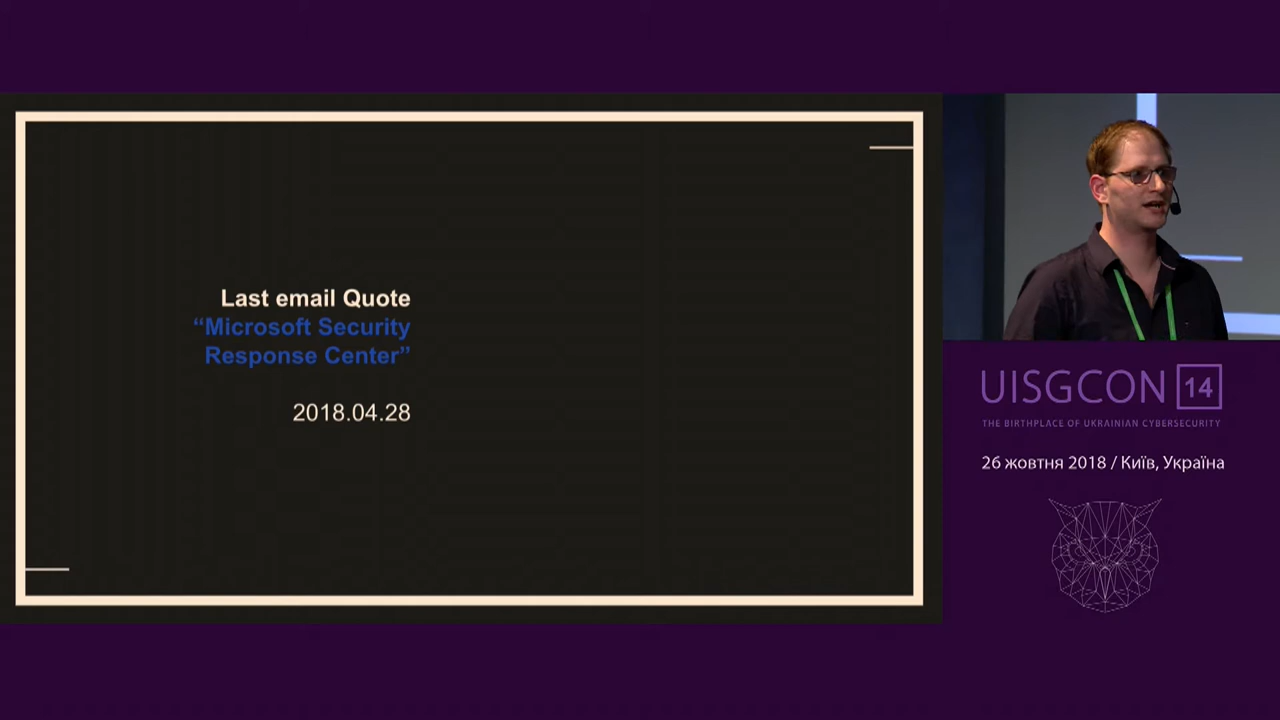 Last email Quote
“Microsoft Security
Response Center”
2018.04.28
UISGCON 14
THE BIRTHPLACE OF UKRAINIAN CYBERSECURITY
26 жовтня 2018 / Київ, Україна